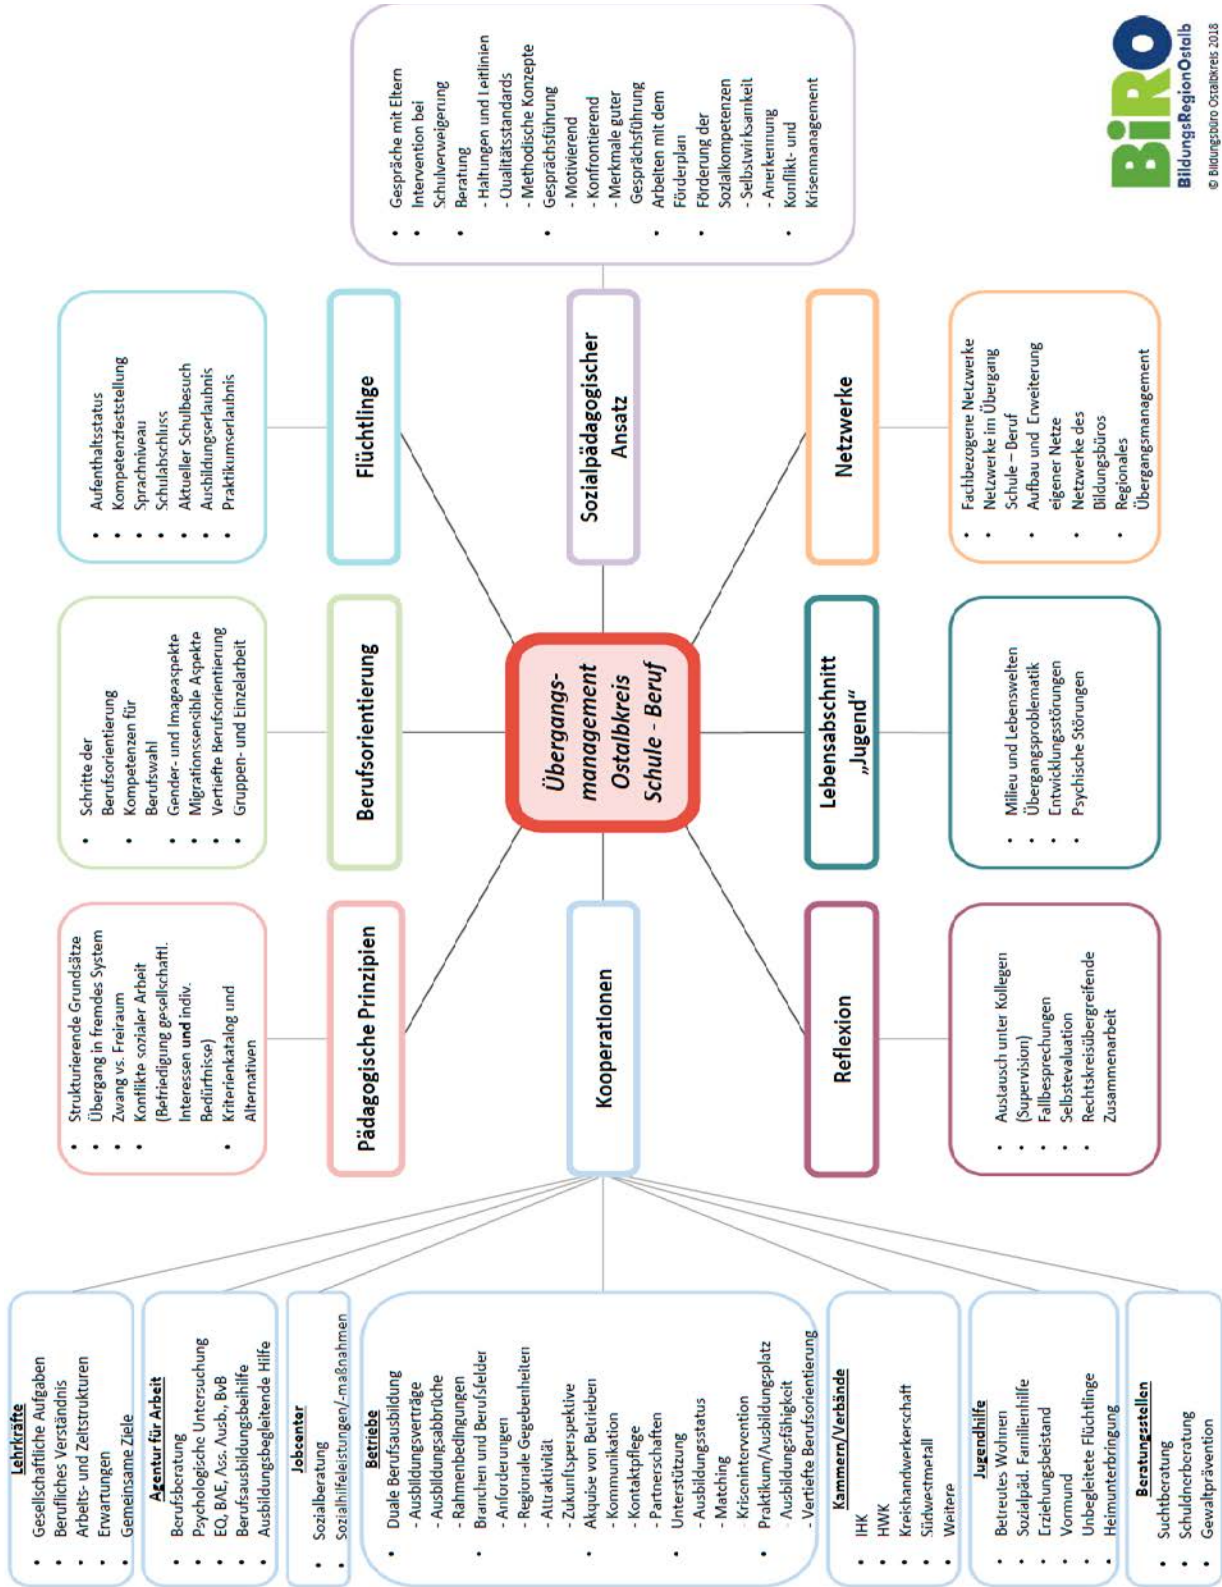 Lehrkräfte
• Gesellschaftliche Aufgaben
• Berufliches Verständnis
• Arbeits- und Zeitstrukturen
• Erwartungen
• Gemeinsame Ziele
Agentur für Arbeit
• Berufsberatung
• Psychologische Untersuchung
• EQ, BAE, Ass. Ausb., BvB
• Berufsausbildungsbeihilfe
• Ausbildungsbegleitende Hilfe
Jobcenter
• Sozialberatung
• Sozialhilfeleistungen/-maßnahmen
Betriebe
• Duale Berufsausbildung
- Ausbildungsverträge
- Ausbildungsabbrüche
- Rahmenbedingungen
• Branchen und Berufsfelder
- Anforderungen
- Regionale Gegebenheiten
- Attraktivität
- Zukunftsperspektive
• Akquise von Betrieben
- Kommunikation
- Kontaktpflege
- Partnerschaften
• Unterstützung
- Ausbildungsstatus
- Matching
- Krisenintervention
• Praktikum/Ausbildungsplatz
- Ausbildungsfähigkeit
- Vertiefte Berufsorientierung
Kammern/Verbände
• IHK
• HWK
• Kreishandwerkerschaft
• Südwestmetall
• Weitere
Jugendhilfe
• Betreutes Wohnen
• Sozialpäd. Familienhilfe
• Erziehungsbeistand
• Vormund
• Unbegleitete Flüchtlinge
• Heimunterbringung
Beratungsstellen
• Suchtberatung
• Schuldnerberatung
• Gewaltprävention
• Strukturierende Grundsätze
• Übergang in fremdes System
• Zwang vs. Freiraum
• Konflikte sozialer Arbeit
(Befriedigung gesellschaftl.
Interessen und indiv.
Bedürfnisse)
• Kriterienkatalog und
Alternativen
Pädagogische Prinzipien
Kooperationen
Reflexion
• Austausch unter Kollegen
• (Supervision)
• Fallbesprechungen
• Selbstevaluation
• Rechtskreisübergreifende
Zusammenarbeit
• Schritte der
Berufsorientierung
• Kompetenzen für
Berufswahl
• Gender- und Imageaspekte
• Migrationssensible Aspekte
• Vertiefte Berufsorientierung
• Gruppen- und Einzelarbeit
Berufsorientierung
Übergangs-
management
Ostalbkreis
Schule - Beruf
Lebensabschnitt
„Jugend“
• Milieu und Lebenswelten
• Übergangsproblematik
• Entwicklungsstörungen
• Psychische Störungen
• Aufenthaltsstatus
• Kompetenzfeststellung
• Sprachniveau
• Schulabschluss
• Aktueller Schulbesuch
• Ausbildungserlaubnis
• Praktikumserlaubnis
Flüchtlinge
Sozialpädagogischer
Ansatz
Netzwerke
• Fachbezogene Netzwerke
• Netzwerke im Übergang
Schule – Beruf
• Aufbau und Erweiterung
eigener Netze
• Netzwerke des
Bildungsbüros
• Regionales
Übergangsmanagement
• Gespräche mit Eltern
• Intervention bei
Schulverweigerung
• Beratung
- Haltungen und Leitlinien
- Qualitätsstandards
- Methodische Konzepte
• Gesprächsführung
- Motivierend
- Konfrontierend
- Merkmale guter
Gesprächsführung
• Arbeiten mit dem
Förderplan
• Förderung der
Sozialkompetenzen
- Selbstwirksamkeit
- Anerkennung
• Konflikt- und
Krisenmanagement
BiRO
BildungsRegionOstalb
© Bildungsbüro Ostalbkreis 2018